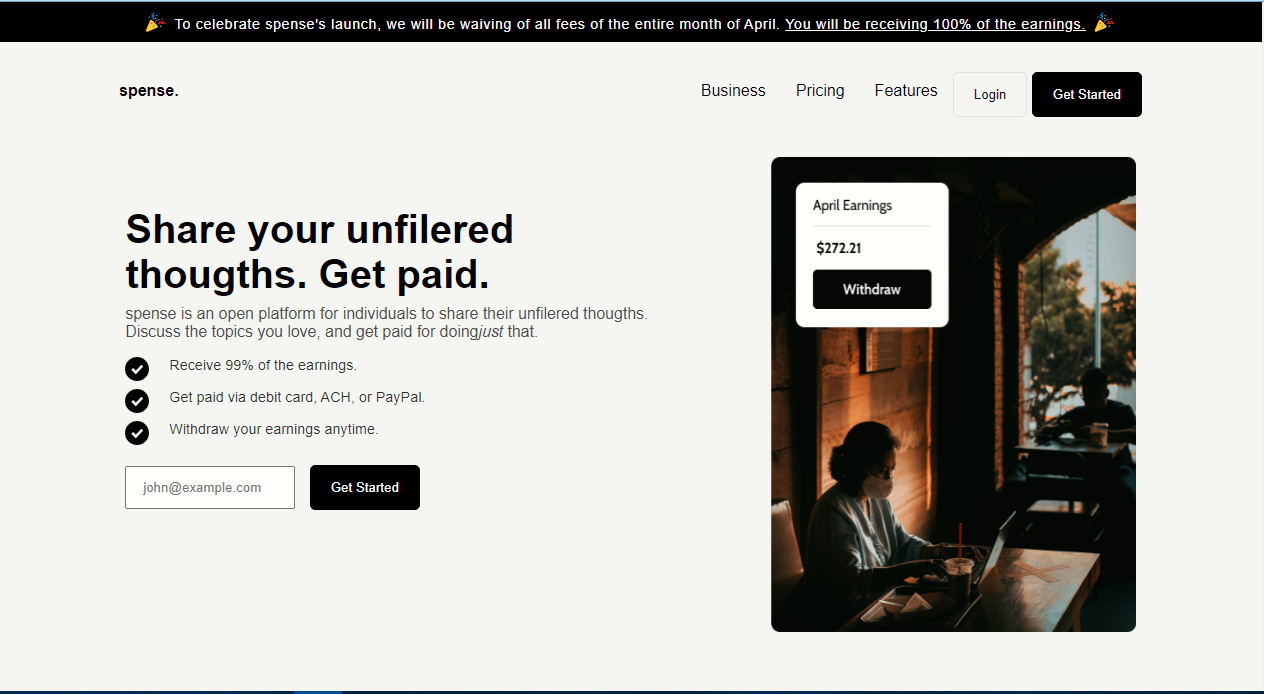 🎉 To celebrate spense's launch, we will be waiving of all fees of the entire month of April. You will be receiving 100% of the earnings. 🎉
spense.
Business
Pricing
Features
Login
Get Started
Share your unfilered
thougths. Get paid.
spense is an open platform for individuals to share their unfilered thougths.
Discuss the topics you love, and get paid for doingjust that.
Receive 99% of the earnings.
Get paid via debit card, ACH, or PayPal.
Withdraw your earnings anytime.
john@example.com
Get Started
April Earnings
$272.21
Withdraw